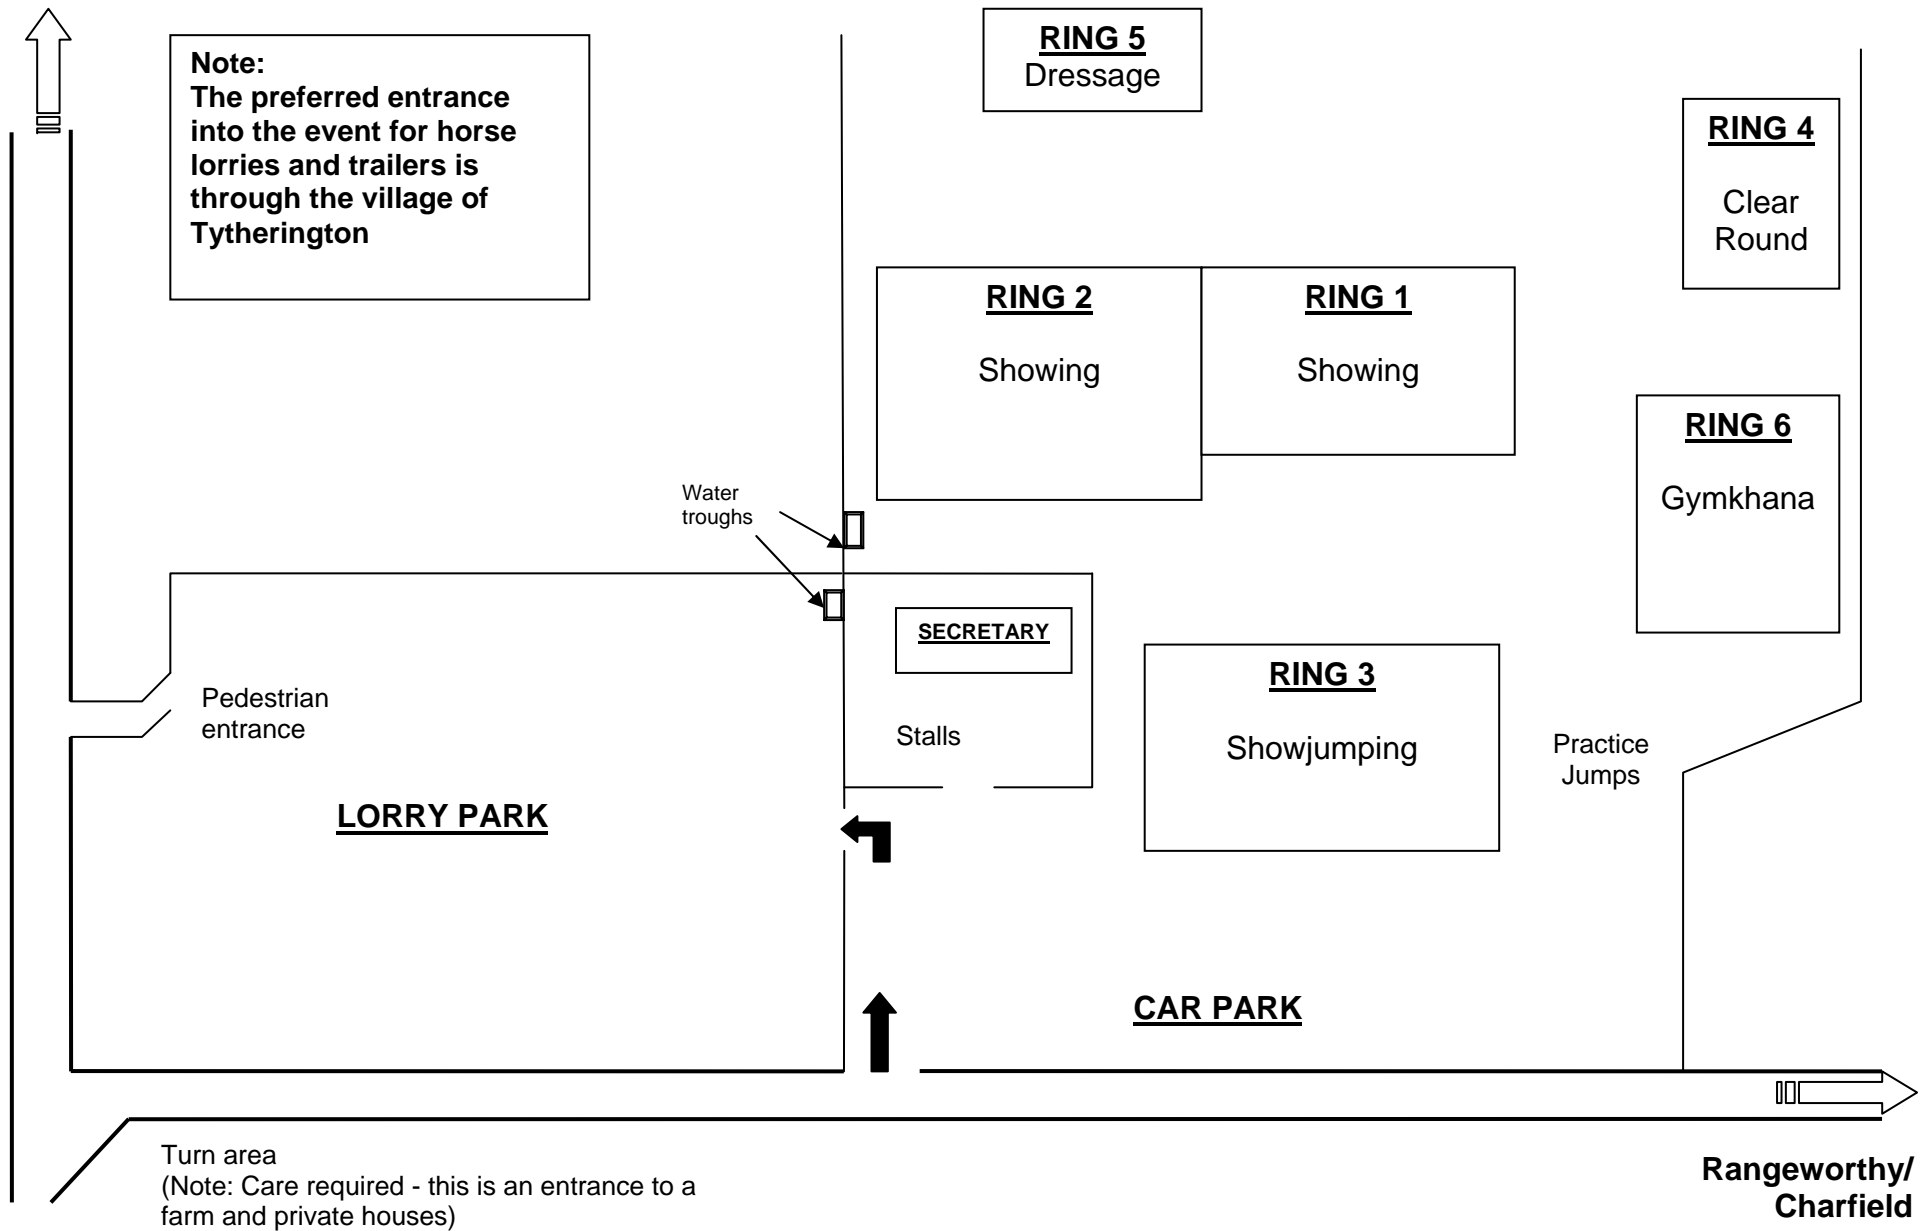 Note:
The preferred entrance
into the event for horse
lorries and trailers is
through the village of
Tytherington
RING 5
Dressage
RING 4
Clear
Round
RING 2
Showing
RING 1
Showing
RING 6
Gymkhana
Water
troughs
SECRETARY
Stalls
RING 3
Showjumping
Practice
Jumps
Pedestrian
entrance
LORRY PARK
CAR PARK
Turn area
(Note: Care required - this is an entrance to a
farm and private houses)
Rangeworthy/
Charfield